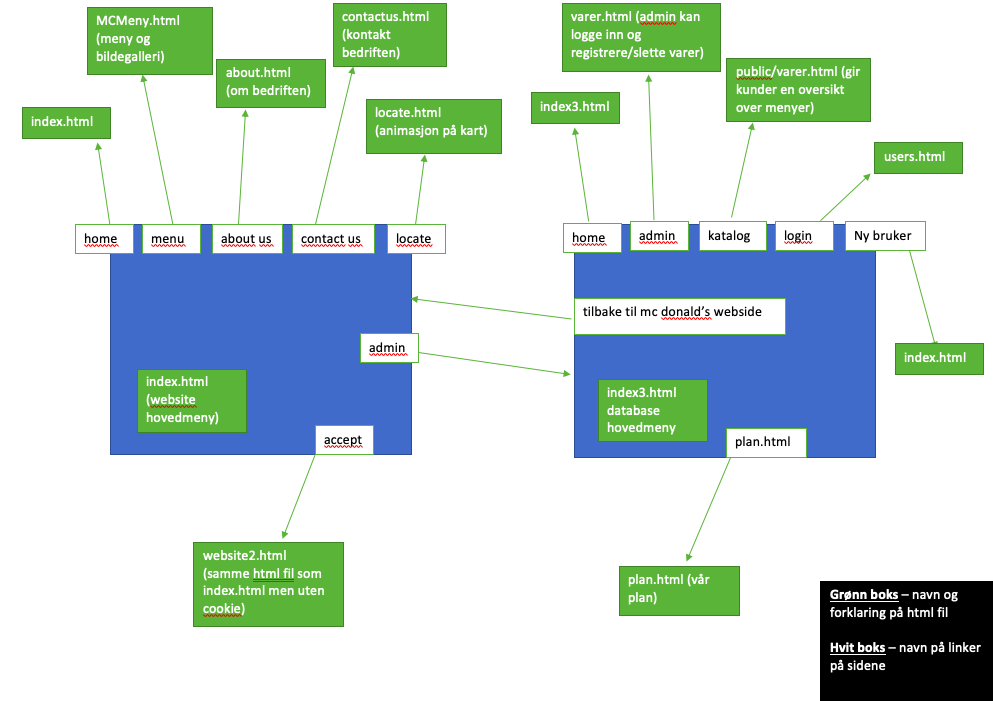 MCMeny.html
(meny og
bildegalleri)
contactus.html
(kontakt
bedriften)
about.html
(om bedriften)
index.html
locate.html
(animasjon på kart)
home
menu
about us
contact us
locate
admin
index.html
(website
hovedmeny)
accept
website2.html
(samme html fil som
index.html men uten
cookie)
varer.html (admin kan
logge inn og
registrere/slette varer)
public/varer.html (gir
kunder en oversikt
over menyer)
index3.html
users.html
home
admin
katalog
login
Ny bruker
tilbake til mc donald's webside
index.html
index3.html
database
hovedmeny
plan.html
plan.html (vår
plan)
Grønn boks – navn og
forklaring på html fil
Hvit boks – navn på linker
på sidene